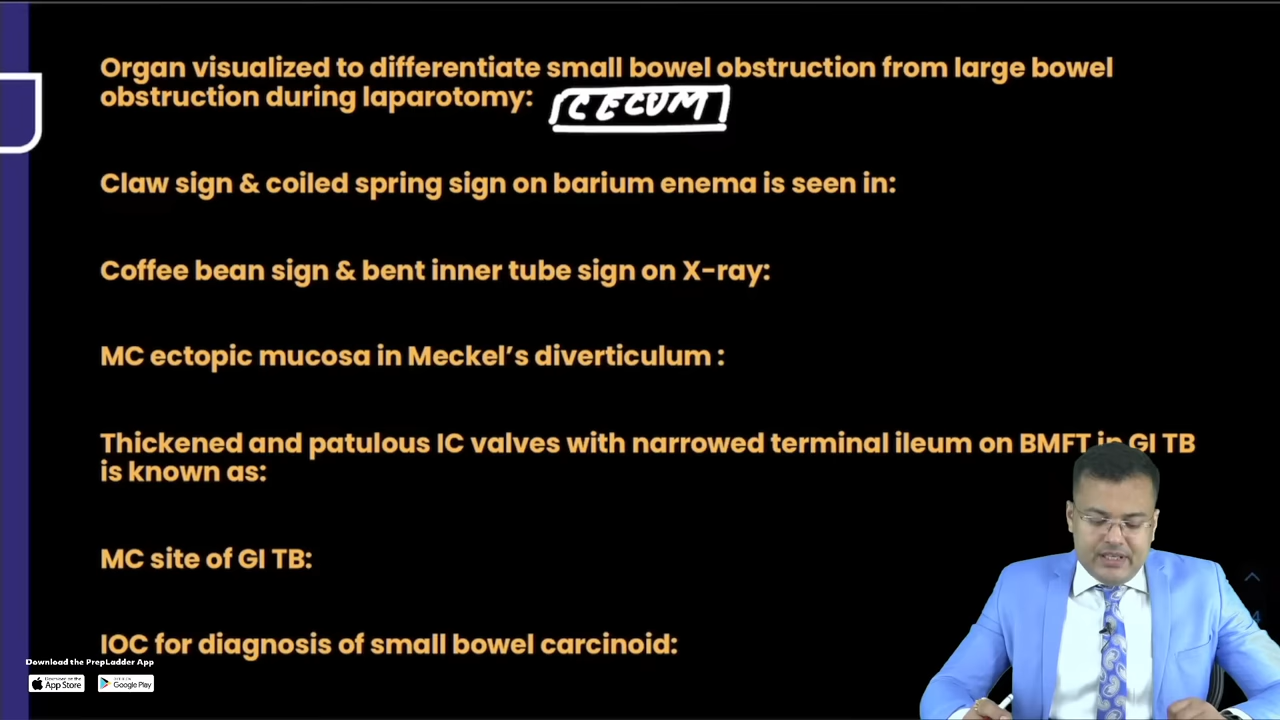 Organ visualized to differentiate small bowel obstruction from large bowel
obstruction during laparotomy: CECUM
Claw sign & coiled spring sign on barium enema is seen in:
Coffee bean sign & bent inner tube sign on X-ray:
MC ectopic mucosa in Meckel’s diverticulum :
Thickened and patulous IC valves with narrowed terminal ileum on BMFT in GI TB
is known as:
MC site of GI TB:
IOC for diagnosis of small bowel carcinoid:
Download the PrepLadder App
Download on the App Store
Google Play